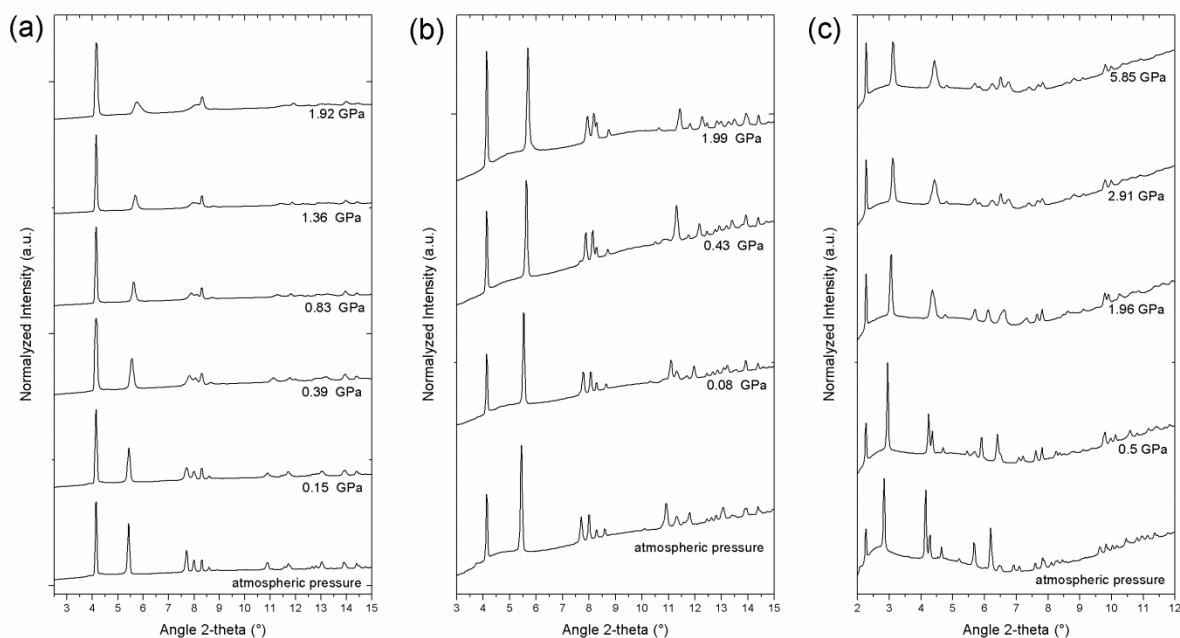 (a)
Normalized Intensity (a.u.)
1.92 GPa
1.36 GPa
0.83 GPa
0.39 GPa
0.15 GPa
atmospheric pressure
3 4 5 6 7 8 9 10 11 12 13 14 15
Angle 2-theta (°)
(b)
Normalized Intensity (a.u.)
1.99 GPa
0.43 GPa
0.08 GPa
atmospheric pressure
3 4 5 6 7 8 9 10 11 12 13 14 15
Angle 2-theta (°)
(c)
Normalized Intensity (a.u.)
5.85 GPa
2.91 GPa
1.96 GPa
0.5 GPa
atmospheric pressure
2 3 4 5 6 7 8 9 10 11 12
Angle 2-theta (°)